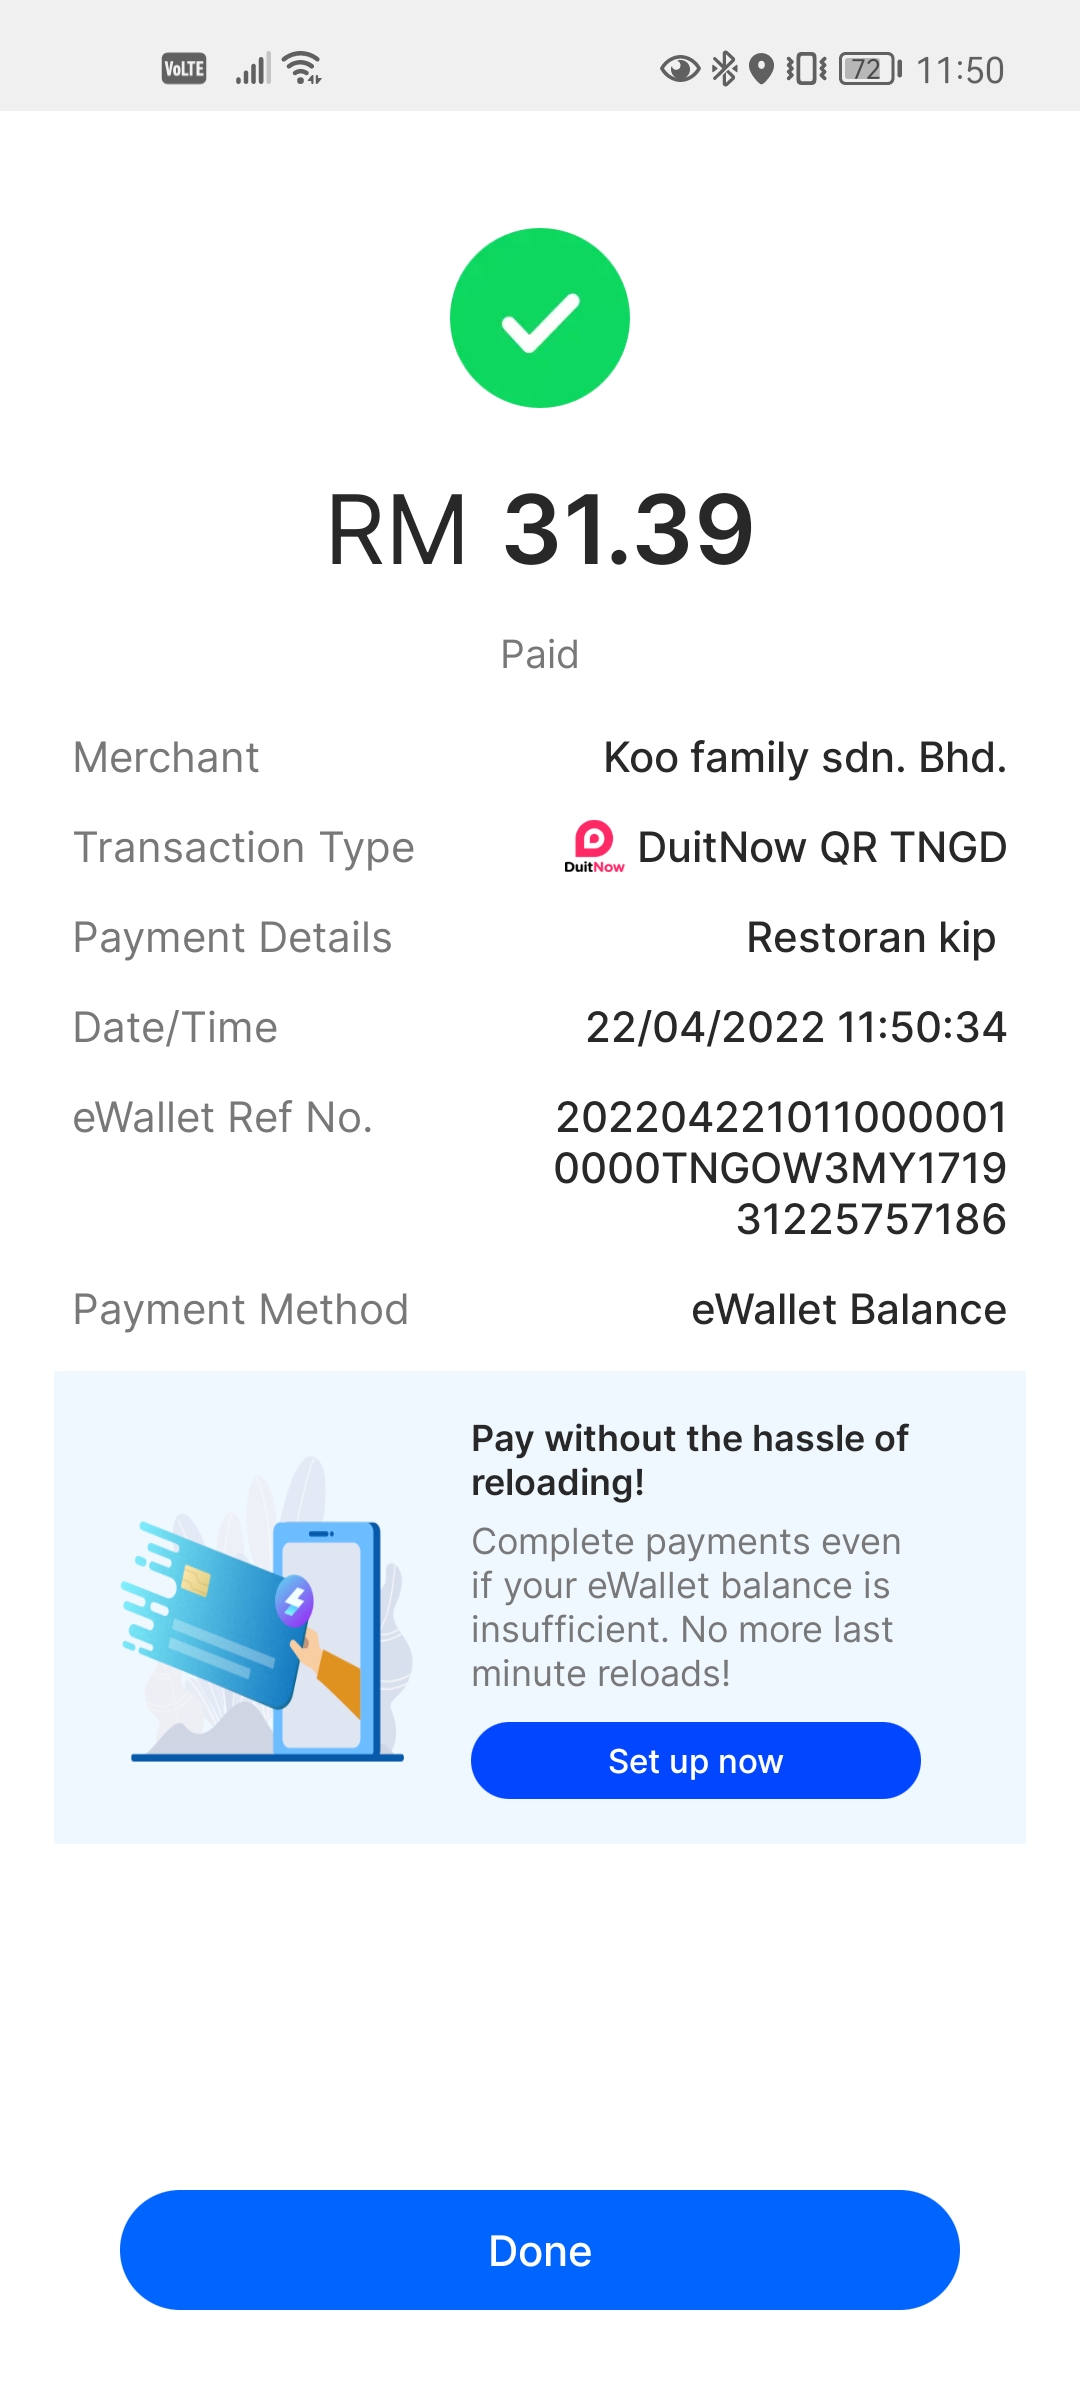 VoLTE 72 11:50
RM 31.39
Paid
Merchant Koo family sdn. Bhd.
Transaction Type DuitNow DuitNow QR TNGD
Payment Details Restoran kip
Date/Time 22/04/2022 11:50:34
eWallet Ref No. 202204221011000001
0000TNGOW3MY1719
31225757186
Payment Method eWallet Balance
Pay without the hassle of
reloading!
Complete payments even
if your eWallet balance is
insufficient. No more last
minute reloads!
Set up now
Done